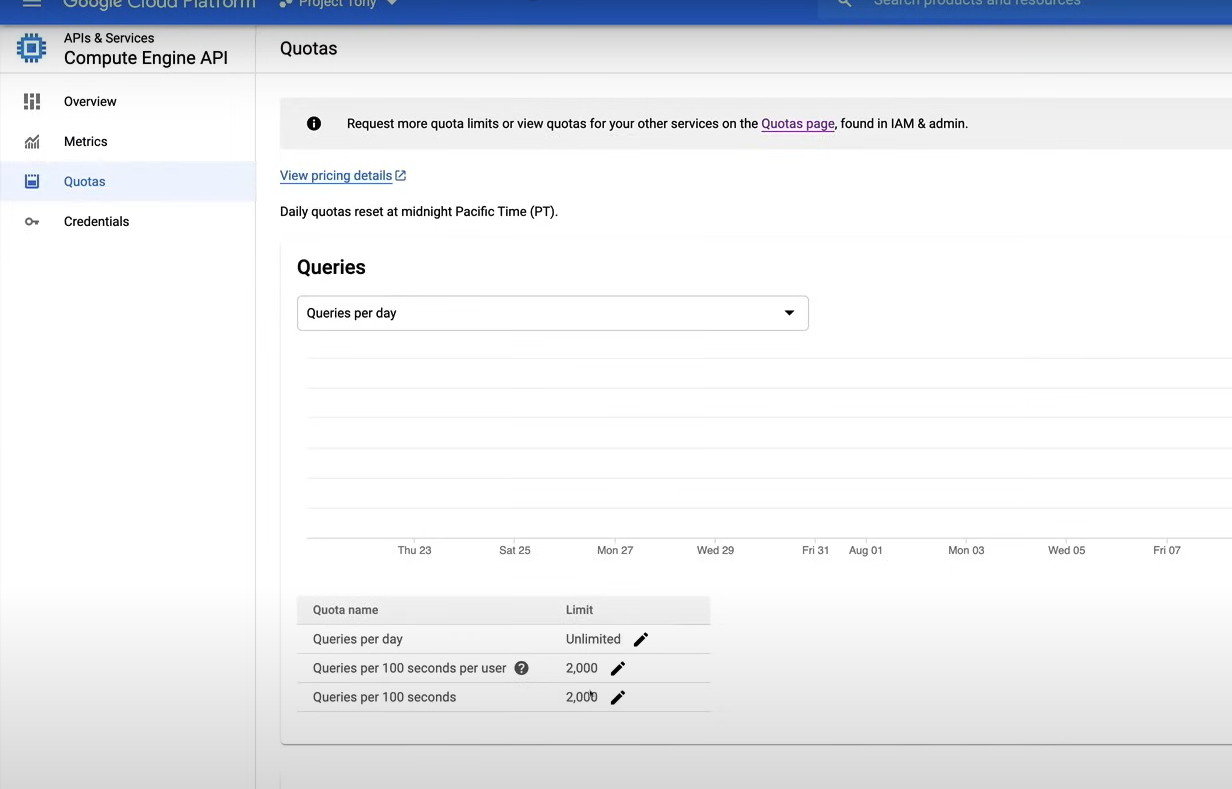 Google Cloud Platform
Project Tony
Search products and resources
APIs & Services
Compute Engine API
Quotas
Overview
Metrics
Quotas
Credentials
Request more quota limits or view quotas for your other services on the Quotas page, found in IAM & admin.
View pricing details
Daily quotas reset at midnight Pacific Time (PT).
Queries
Queries per day
Thu 23 Sat 25 Mon 27 Wed 29 Fri 31 Aug 01 Mon 03 Wed 05 Fri 07
Quota name Limit
Queries per day Unlimited
Queries per 100 seconds per user 2,000
Queries per 100 seconds 2,000